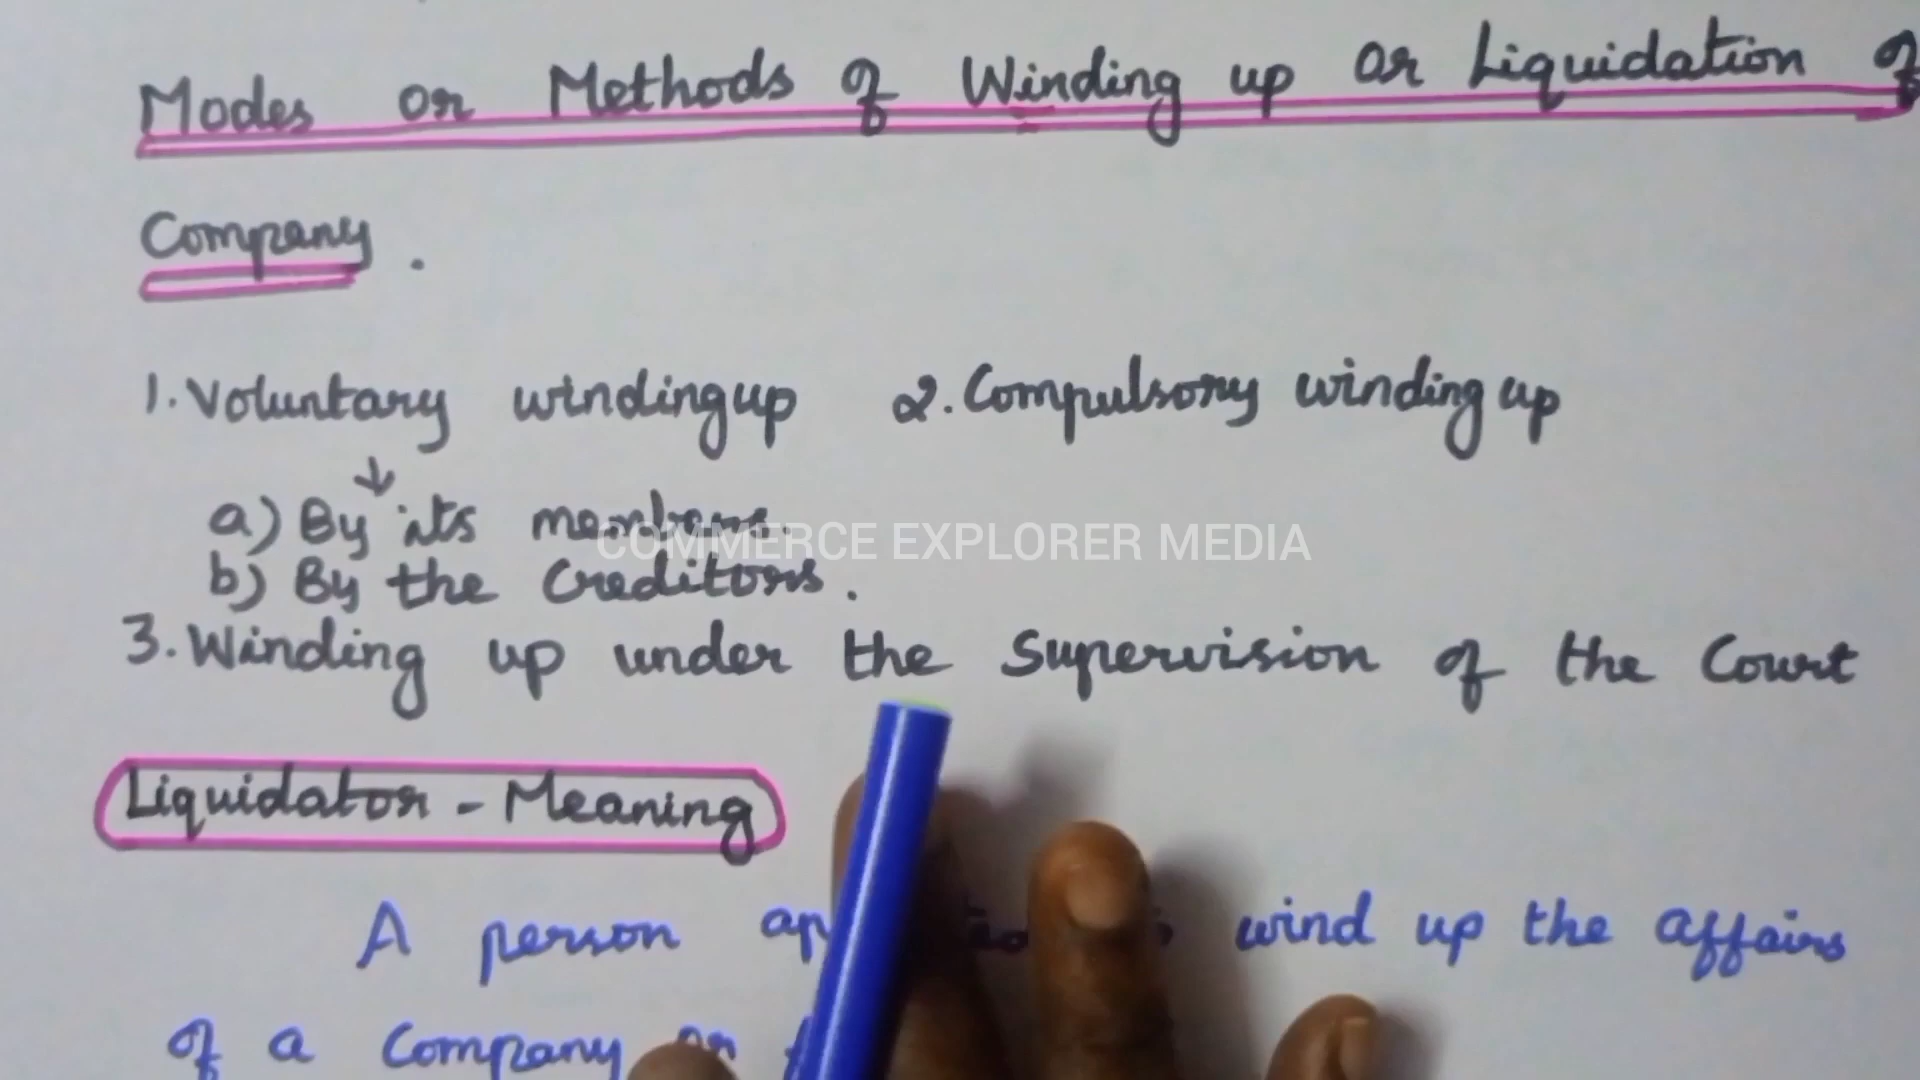 Modes or Methods of Winding up or Liquidation of
Company.
1. Voluntary windingup 2. Compulsory winding up
a) By its members.
COMMERCE EXPLORER MEDIA
b) By the Creditors.
3. Winding up under the Supervision of the Court
Liquidator - Meaning
A person wind up the affairs
of a Company or